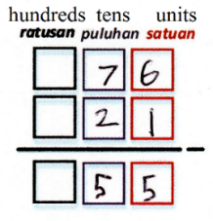 hundreds tens units
ratusan puluhan satuan
7 6
2 1
-
5 5